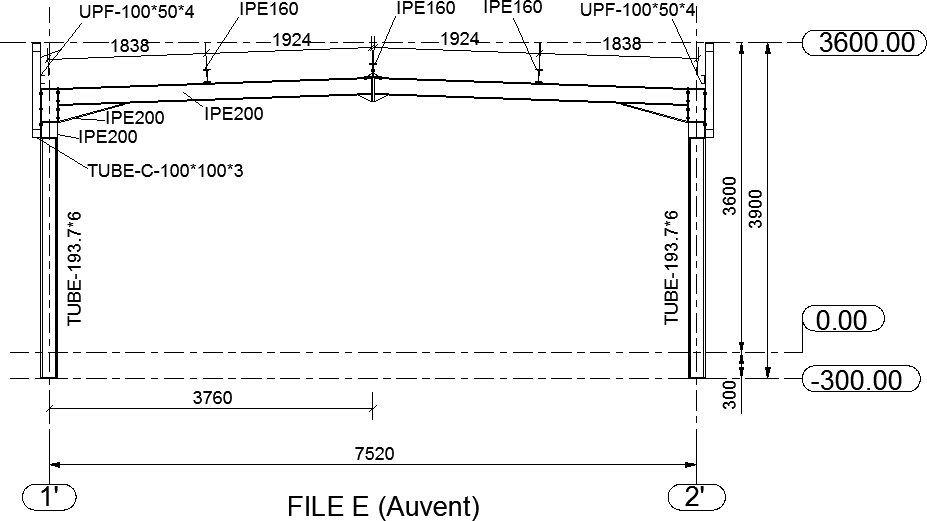 UPF-100*50*4
IPE160
IPE160
IPE160
UPF-100*50*4
1838
1924
1924
1838
3600.00
IPE200
IPE200
IPE200
TUBE-C-100*100*3
TUBE-193.7*6
TUBE-193.7*6
3600
3900
0.00
-300.00
300
3760
7520
1'
2'
FILE E (Auvent)